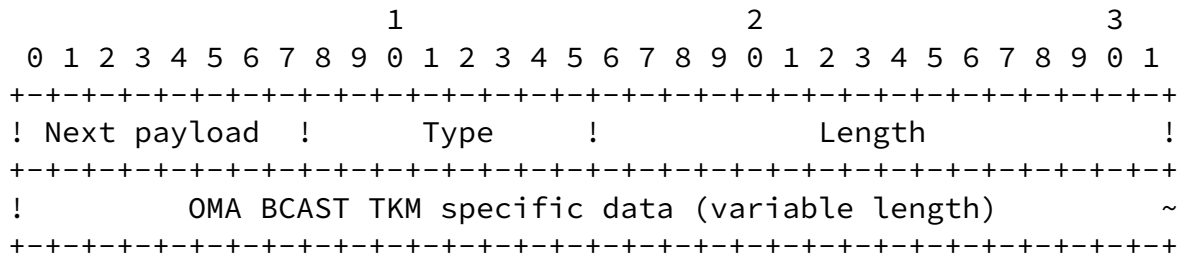 1                   2                   3
 0 1 2 3 4 5 6 7 8 9 0 1 2 3 4 5 6 7 8 9 0 1 2 3 4 5 6 7 8 9 0 1
+-+-+-+-+-+-+-+-+-+-+-+-+-+-+-+-+-+-+-+-+-+-+-+-+-+-+-+-+-+-+-+-+
! Next payload  !      Type     !            Length             !
+-+-+-+-+-+-+-+-+-+-+-+-+-+-+-+-+-+-+-+-+-+-+-+-+-+-+-+-+-+-+-+-+
!         OMA BCAST TKM specific data (variable length)         ~
+-+-+-+-+-+-+-+-+-+-+-+-+-+-+-+-+-+-+-+-+-+-+-+-+-+-+-+-+-+-+-+-+